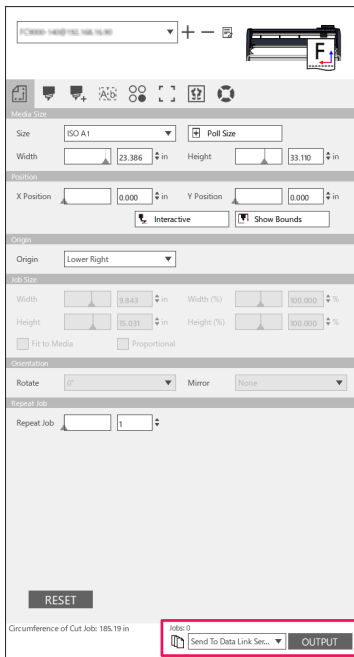 F
A:b
Media Size
Size ISO A1 Poll Size
Width 23.386 in Height 33.110 in
Position
X Position 0.000 in Y Position 0.000 in
Interactive Show Bounds
Origin
Origin Lower Right
Job Size
Width 9.843 in Width (%) 100.000 %
Height 15.031 in Height (%) 100.000 %
Fit to Media Proportional
Orientation
Rotate 0° Mirror None
Repeat Job
Repeat Job 1
RESET
Circumference of Cut Job: 185.19 in Jobs: 0
Send To Data Link Ser... OUTPUT